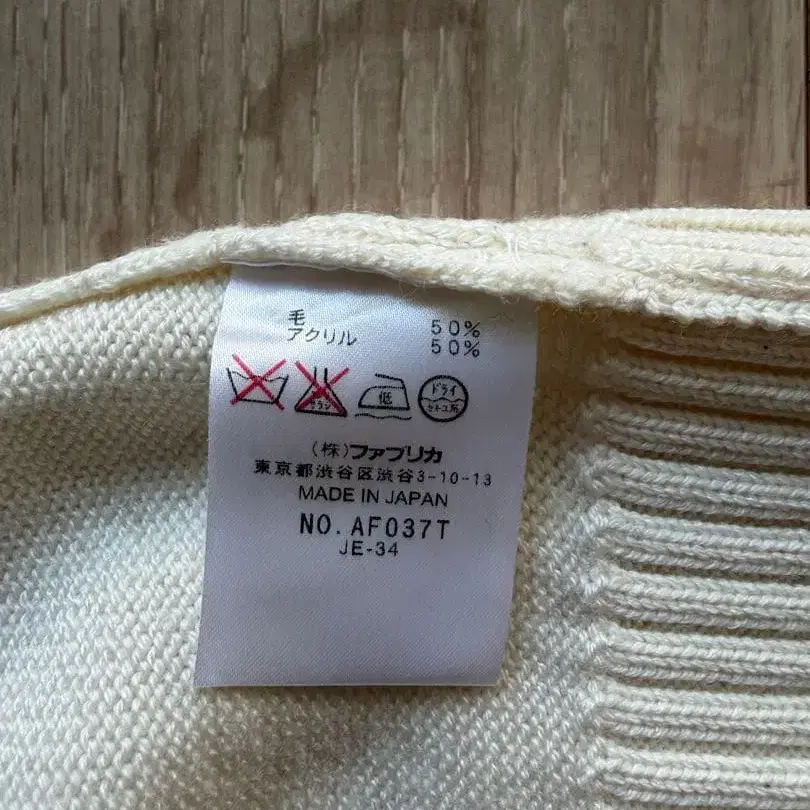 毛 50%
アクリル 50%
低
ドライ
セキユ系
(株)ファブリカ
東京都渋谷区渋谷3-10-13
MADE IN JAPAN
NO. AF037T
JE-34